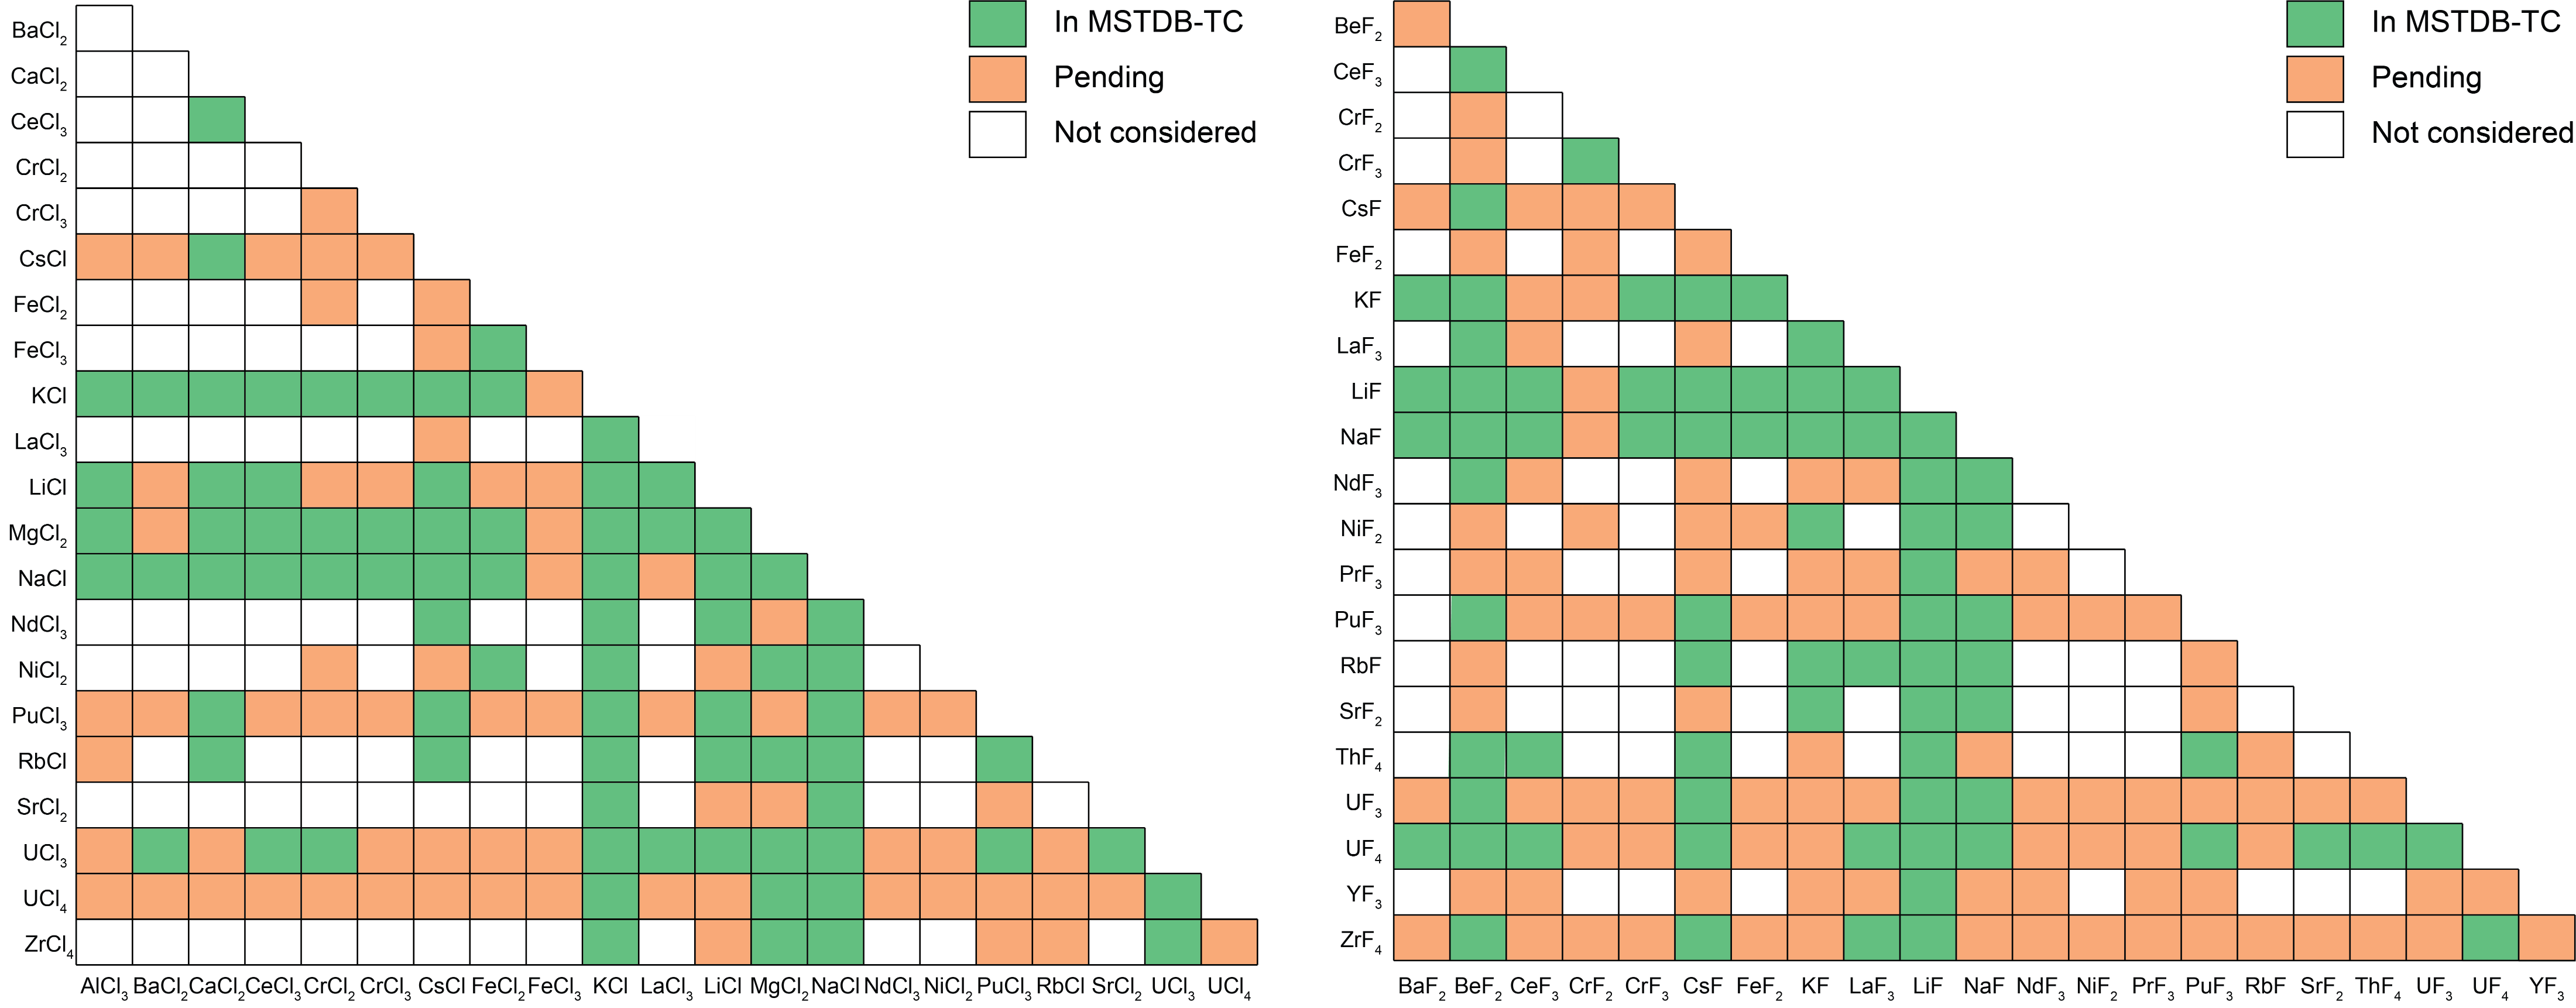 In MSTDB-TC
Pending
Not considered
BaCl₂
CaCl₂
CeCl₃
CrCl₂
CrCl₃
CsCl
FeCl₂
FeCl₃
KCl
LaCl₃
LiCl
MgCl₂
NaCl
NdCl₃
NiCl₂
PuCl₃
RbCl
SrCl₂
UCl₃
UCl₄
ZrCl₄
AlCl₃ BaCl₂ CaCl₂ CeCl₃ CrCl₂ CrCl₃ CsCl FeCl₂ FeCl₃ KCl LaCl₃ LiCl MgCl₂ NaCl NdCl₃ NiCl₂ PuCl₃ RbCl SrCl₂ UCl₃ UCl₄
In MSTDB-TC
Pending
Not considered
BeF₂
CeF₃
CrF₂
CrF₃
CsF
FeF₂
KF
LaF₃
LiF
NaF
NdF₃
NiF₂
PrF₃
PuF₃
RbF
SrF₂
ThF₄
UF₃
UF₄
YF₃
ZrF₄
BaF₂ BeF₂ CeF₃ CrF₂ CrF₃ CsF FeF₂ KF LaF₃ LiF NaF NdF₃ NiF₂ PrF₃ PuF₃ RbF SrF₂ ThF₄ UF₃ UF₄ YF₃